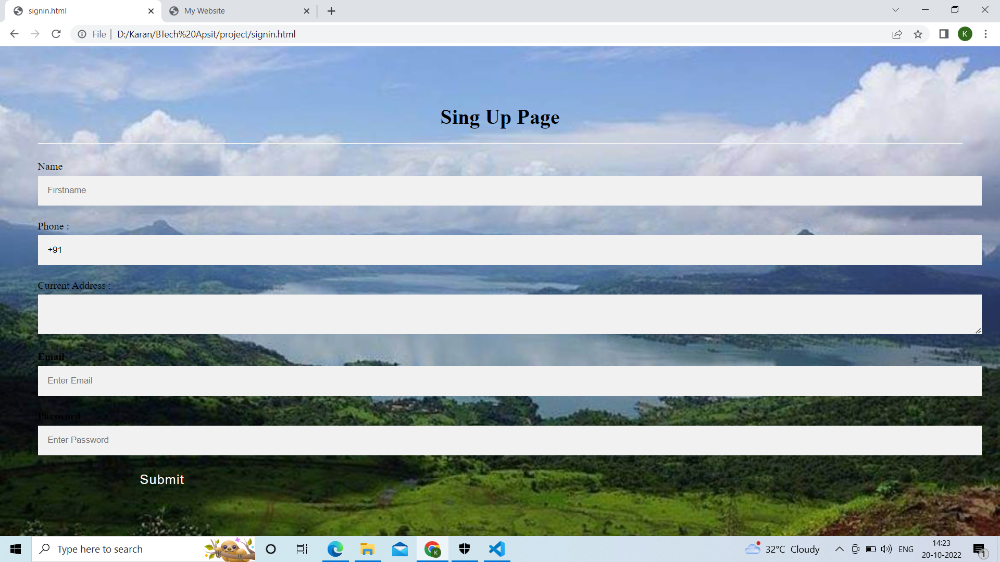 signin.html
My Website
File
D:/Karan/BTech%20Apsit/project/signin.html
K
Sing Up Page
Name
Firstname
Phone :
+91
Current Address :
Email
Enter Email
Password
Enter Password
Submit
Type here to search
K
32°C Cloudy
ENG
14:23
20-10-2022
1